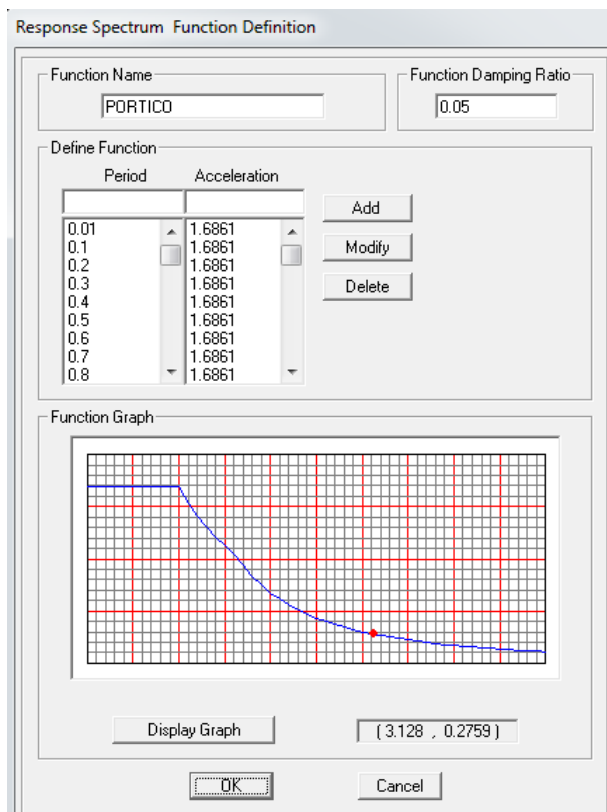 Response Spectrum Function Definition
Function Name
Function Damping Ratio
PORTICO
0.05
Define Function
Period Acceleration
Add
0.01 1.6861
0.1 1.6861
Modify
0.2 1.6861
0.3 1.6861
Delete
0.4 1.6861
0.5 1.6861
0.6 1.6861
0.7 1.6861
0.8 1.6861
Function Graph
Display Graph
( 3.128 , 0.2759 )
OK
Cancel